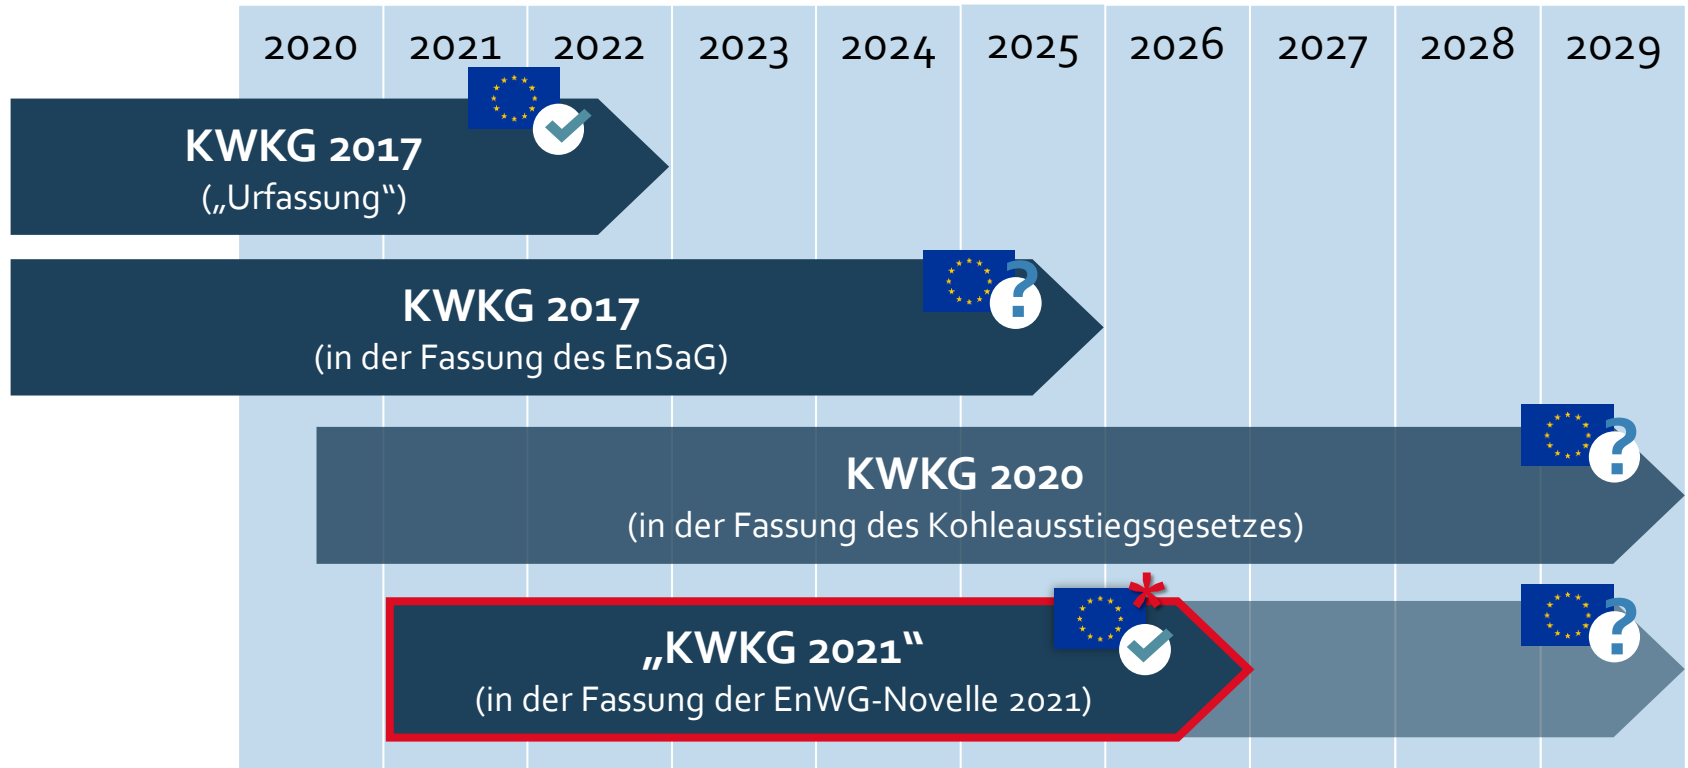 2020 2021 2022 2023 2024 2025 2026 2027 2028 2029
KWKG 2017
(„Urfassung“)
KWKG 2017
(in der Fassung des EnSaG)
?
KWKG 2020
(in der Fassung des Kohleausstiegsgesetzes)
?
*
„KWKG 2021“
(in der Fassung der EnWG-Novelle 2021)
?